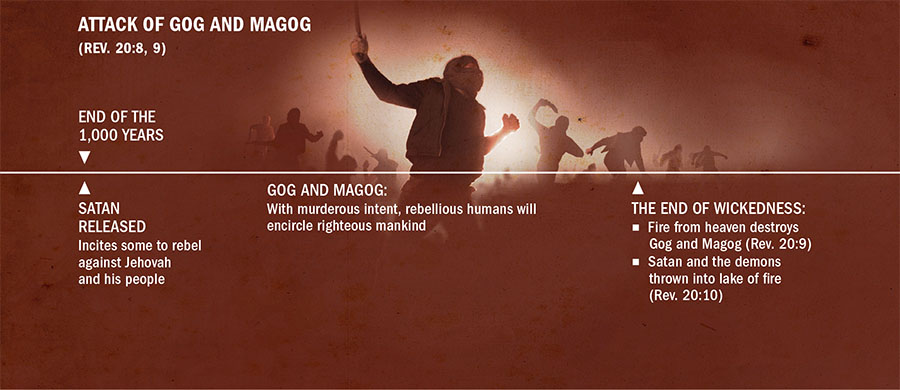 ATTACK OF GOG AND MAGOG
(REV. 20:8, 9)
END OF THE
1,000 YEARS
SATAN
RELEASED
Incites some to rebel
against Jehovah
and his people
GOG AND MAGOG:
With murderous intent, rebellious humans will
encircle righteous mankind
THE END OF WICKEDNESS:
■ Fire from heaven destroys
Gog and Magog (Rev. 20:9)
■ Satan and the demons
thrown into lake of fire
(Rev. 20:10)